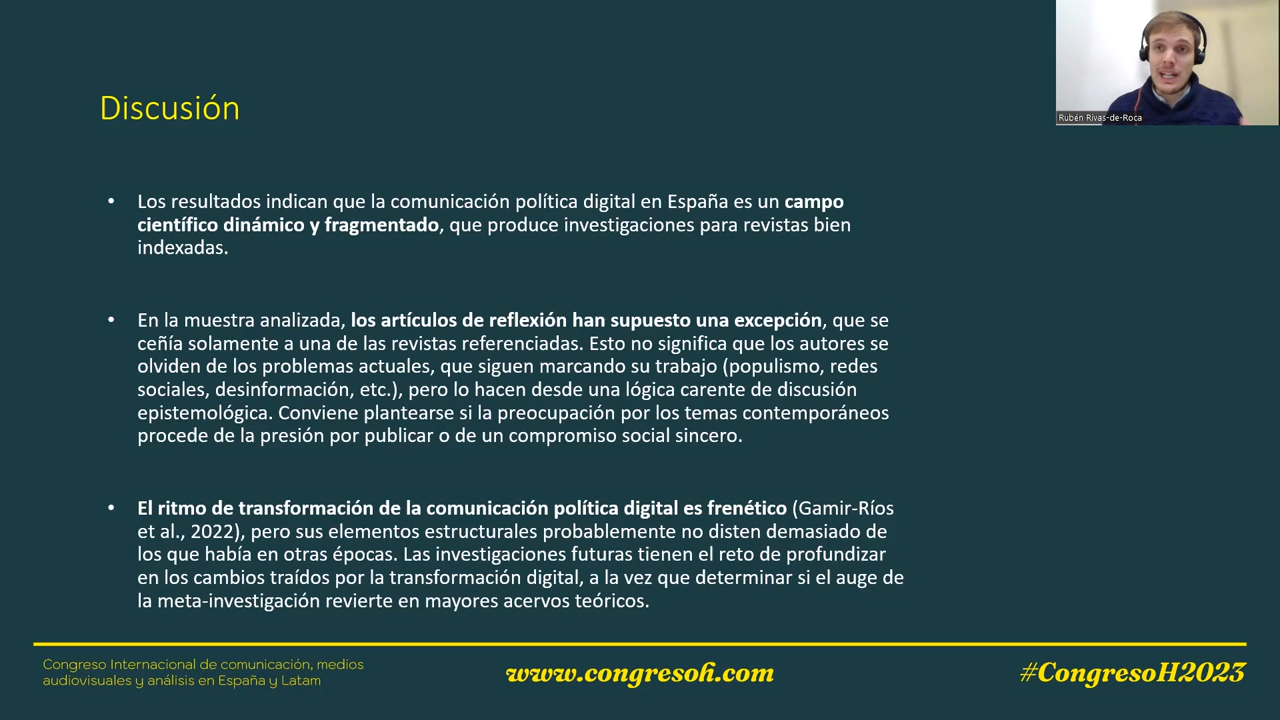 Rubén Rivas-de-Roca
Discusión
• Los resultados indican que la comunicación política digital en España es un campo
científico dinámico y fragmentado, que produce investigaciones para revistas bien
indexadas.
• En la muestra analizada, los artículos de reflexión han supuesto una excepción, que se
ceñía solamente a una de las revistas referenciadas. Esto no significa que los autores se
olviden de los problemas actuales, que siguen marcando su trabajo (populismo, redes
sociales, desinformación, etc.), pero lo hacen desde una lógica carente de discusión
epistemológica. Conviene plantearse si la preocupación por los temas contemporáneos
procede de la presión por publicar o de un compromiso social sincero.
• El ritmo de transformación de la comunicación política digital es frenético (Gamir-Ríos
et al., 2022), pero sus elementos estructurales probablemente no disten demasiado de
los que había en otras épocas. Las investigaciones futuras tienen el reto de profundizar
en los cambios traídos por la transformación digital, a la vez que determinar si el auge de
la meta-investigación revierte en mayores acervos teóricos.
Congreso Internacional de comunicación, medios
audiovisuales y análisis en España y Latam
www.congresoh.com
#CongresoH2023